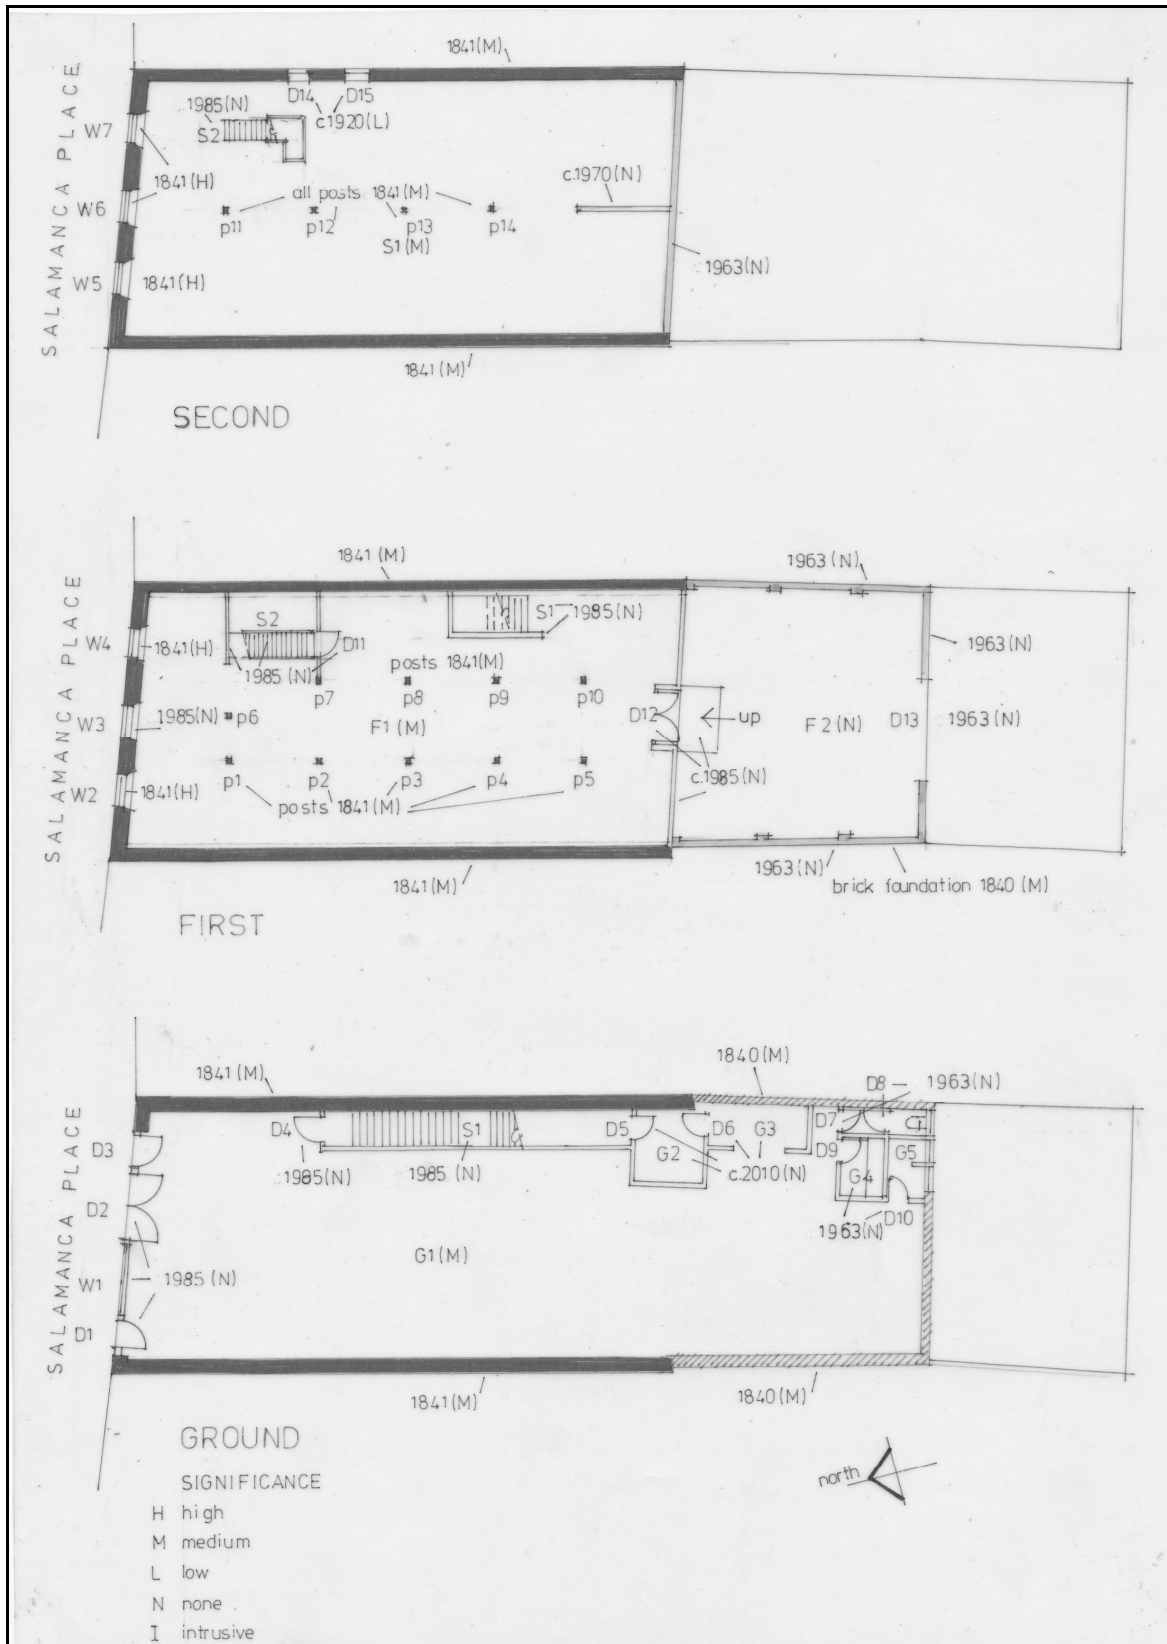 1841(M)
SALAMANCA PLACE
D14 D15
1985(N)
c.1920(L)
W7
S2
1841(H)
c.1970(N)
all posts 1841(M)
W6
p11 p12 p13 p14
S1(M)
1963(N)
W5
1841(H)
1841(M)
SECOND
1841(M)
1963(N)
SALAMANCA PLACE
S2
S1
1985(N)
W4
1841(H)
D11
1963(N)
1985(N)
posts 1841(M)
p7 p8 p9 p10
W3
1985(N)
p6
F1(M)
D12
up
F2(N)
D13
1963(N)
p1 p2 p3 p4 p5
c.1985(N)
W2
1841(H)
posts 1841(M)
1963(N)
1841(M)
brick foundation 1840(M)
FIRST
1840(M)
1841(M)
D8
1963(N)
SALAMANCA PLACE
D7
D3
D4
S1
D5
D6
G3
D9
G5
G2
1985(N)
1985(N)
c.2010(N)
G4
D2
D10
1963(N)
G1(M)
W1
1985(N)
D1
1841(M)
1840(M)
GROUND
north
SIGNIFICANCE
H high
M medium
L low
N none
I intrusive